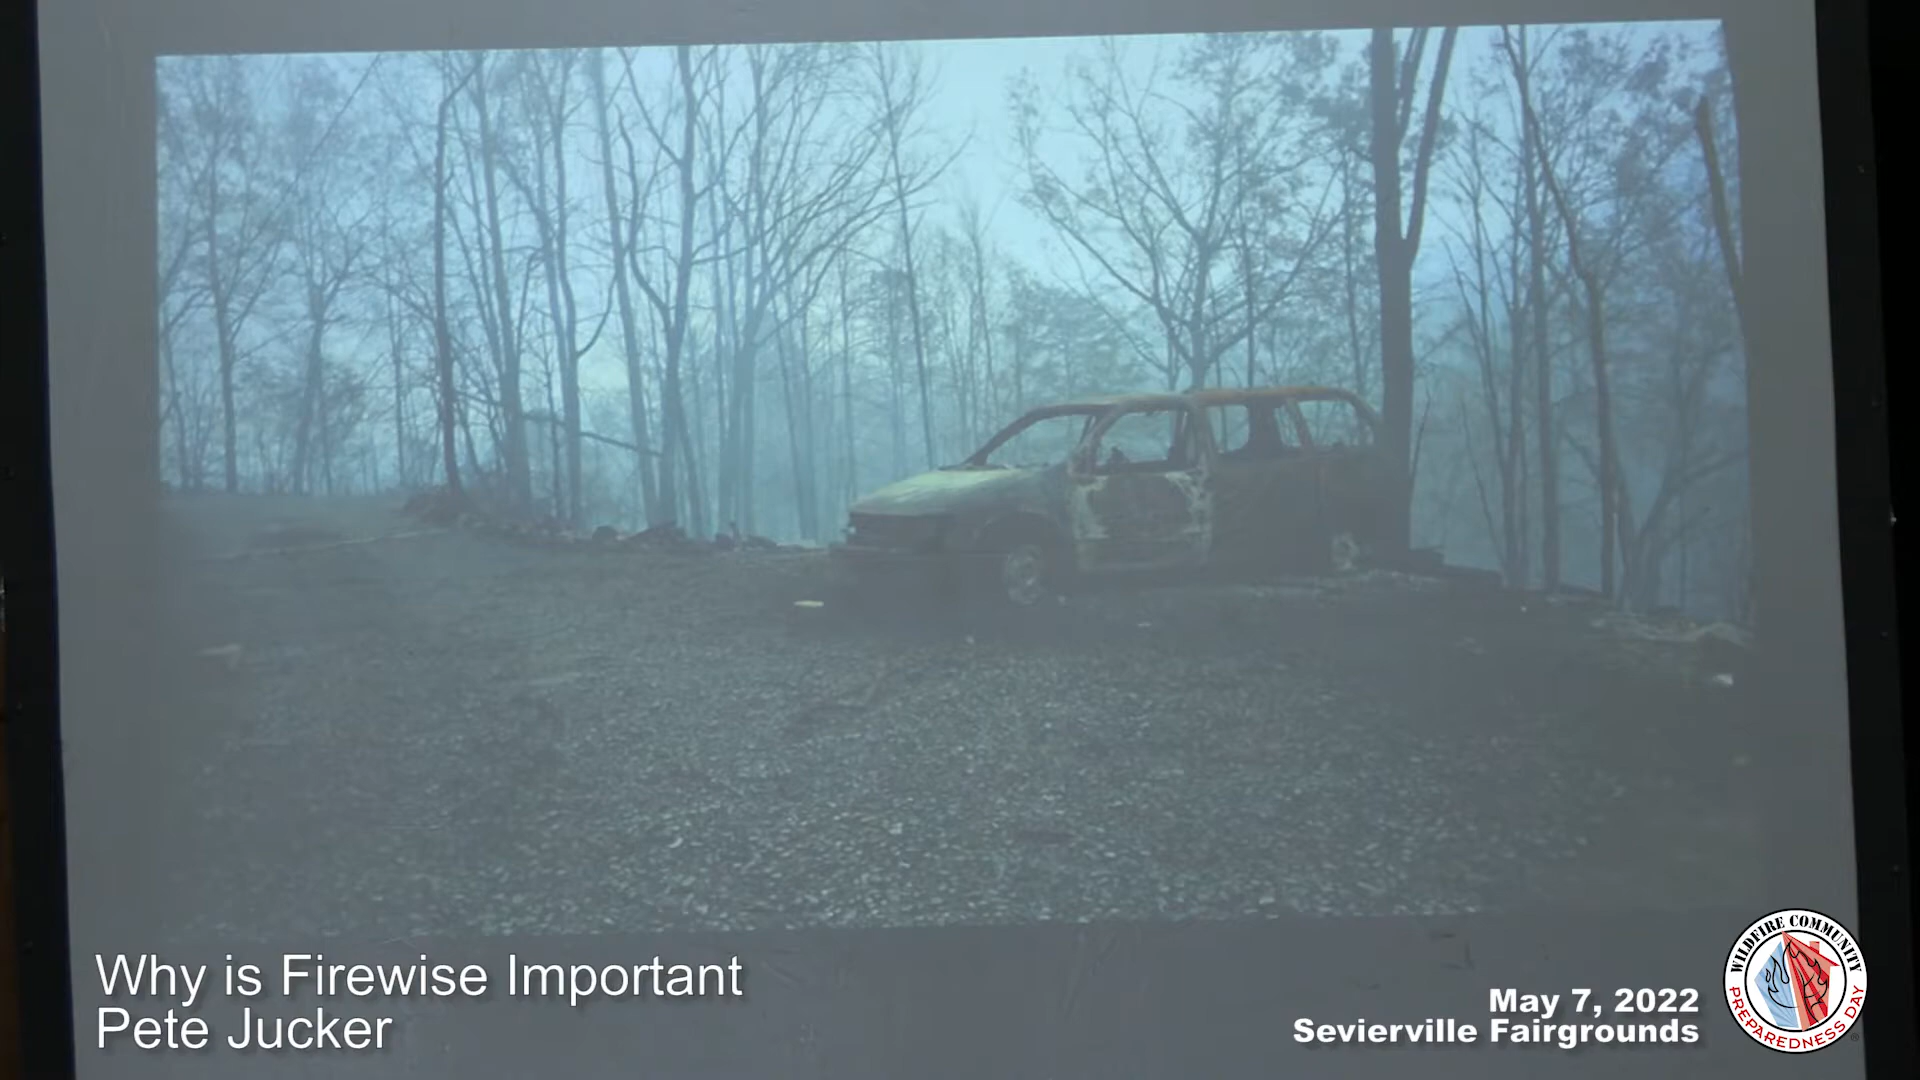 Why is Firewise Important
Pete Jucker
May 7, 2022
Sevierville Fairgrounds
WILDFIRE COMMUNITY
PREPAREDNESS DAY
®